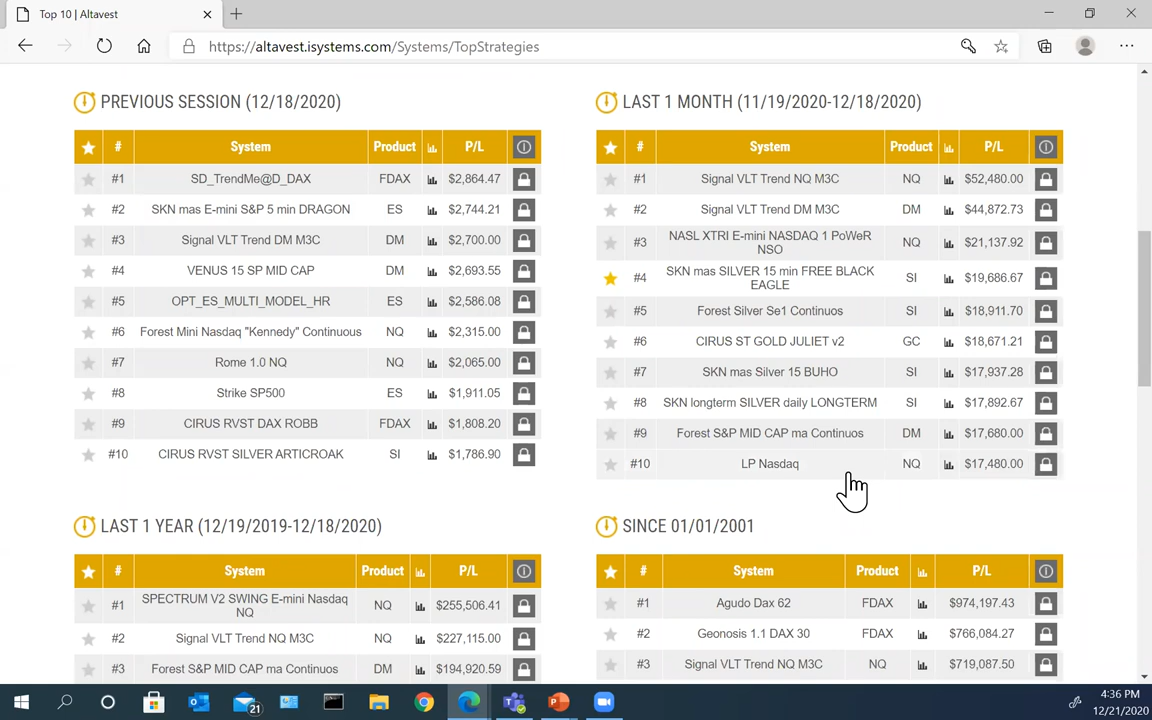 Top 10 | Altavest
https://altavest.isystems.com/Systems/TopStrategies
PREVIOUS SESSION (12/18/2020)
# System Product P/L
#1 SD_TrendMe@D_DAX FDAX $2,864.47
#2 SKN mas E-mini S&P 5 min DRAGON ES $2,744.21
#3 Signal VLT Trend DM M3C DM $2,700.00
#4 VENUS 15 SP MID CAP DM $2,693.55
#5 OPT_ES_MULTI_MODEL_HR ES $2,586.08
#6 Forest Mini Nasdaq "Kennedy" Continuous NQ $2,315.00
#7 Rome 1.0 NQ NQ $2,065.00
#8 Strike SP500 ES $1,911.05
#9 CIRUS RVST DAX ROBB FDAX $1,808.20
#10 CIRUS RVST SILVER ARTICROAK SI $1,786.90
LAST 1 MONTH (11/19/2020-12/18/2020)
# System Product P/L
#1 Signal VLT Trend NQ M3C NQ $52,480.00
#2 Signal VLT Trend DM M3C DM $44,872.73
#3 NASL XTRI E-mini NASDAQ 1 PoWeR NQ $21,137.92
NSO
#4 SKN mas SILVER 15 min FREE BLACK SI $19,686.67
EAGLE
#5 Forest Silver Se1 Continuos SI $18,911.70
#6 CIRUS ST GOLD JULIET v2 GC $18,671.21
#7 SKN mas Silver 15 BUHO SI $17,937.28
#8 SKN longterm SILVER daily LONGTERM SI $17,892.67
#9 Forest S&P MID CAP ma Continuos DM $17,680.00
#10 LP Nasdaq NQ $17,480.00
LAST 1 YEAR (12/19/2019-12/18/2020)
# System Product P/L
#1 SPECTRUM V2 SWING E-mini Nasdaq NQ $255,506.41
NQ
#2 Signal VLT Trend NQ M3C NQ $227,115.00
#3 Forest S&P MID CAP ma Continuos DM $194,920.59
SINCE 01/01/2001
# System Product P/L
#1 Agudo Dax 62 FDAX $974,197.43
#2 Geonosis 1.1 DAX 30 FDAX $766,084.27
#3 Signal VLT Trend NQ M3C NQ $719,087.50
21
4:36 PM
12/21/2020